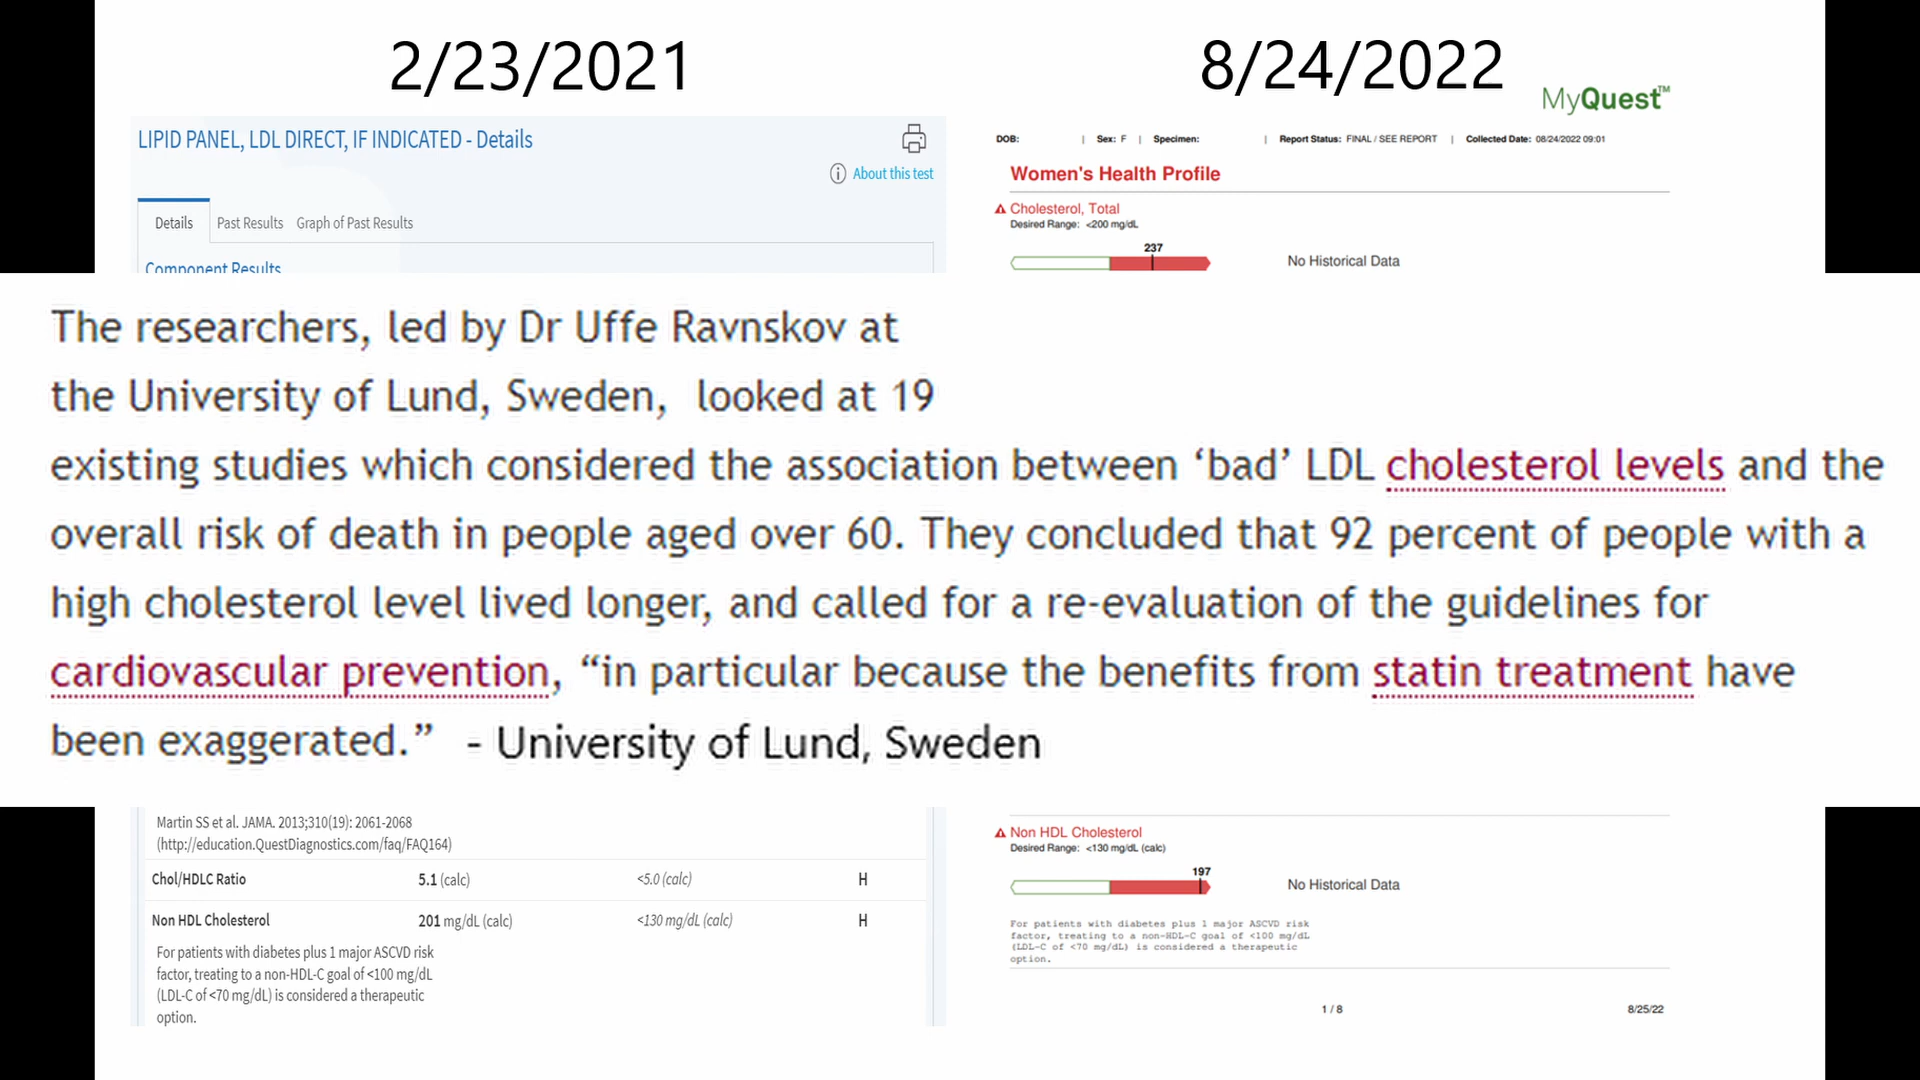 2/23/2021
8/24/2022
MyQuest™
LIPID PANEL, LDL DIRECT, IF INDICATED - Details
About this test
Details Past Results Graph of Past Results
Component Results
DOB: | Sex: F | Specimen: | Report Status: FINAL / SEE REPORT | Collected Date: 08/24/2022 09:01
Women's Health Profile
Cholesterol, Total
Desired Range: <200 mg/dL
237
No Historical Data
The researchers, led by Dr Uffe Ravnskov at
the University of Lund, Sweden, looked at 19
existing studies which considered the association between ‘bad’ LDL cholesterol levels and the
overall risk of death in people aged over 60. They concluded that 92 percent of people with a
high cholesterol level lived longer, and called for a re-evaluation of the guidelines for
cardiovascular prevention, “in particular because the benefits from statin treatment have
been exaggerated.” - University of Lund, Sweden
Martin SS et al. JAMA. 2013;310(19): 2061-2068
(http://education.QuestDiagnostics.com/faq/FAQ164)
Chol/HDLC Ratio 5.1 (calc) <5.0 (calc) H
Non HDL Cholesterol 201 mg/dL (calc) <130 mg/dL (calc) H
For patients with diabetes plus 1 major ASCVD risk
factor, treating to a non-HDL-C goal of <100 mg/dL
(LDL-C of <70 mg/dL) is considered a therapeutic
option.
Non HDL Cholesterol
Desired Range: <130 mg/dL (calc)
197
No Historical Data
For patients with diabetes plus 1 major ASCVD risk
factor, treating to a non-HDL-C goal of <100 mg/dL
(LDL-C of <70 mg/dL) is considered a therapeutic
option.
1 / 8
8/25/22